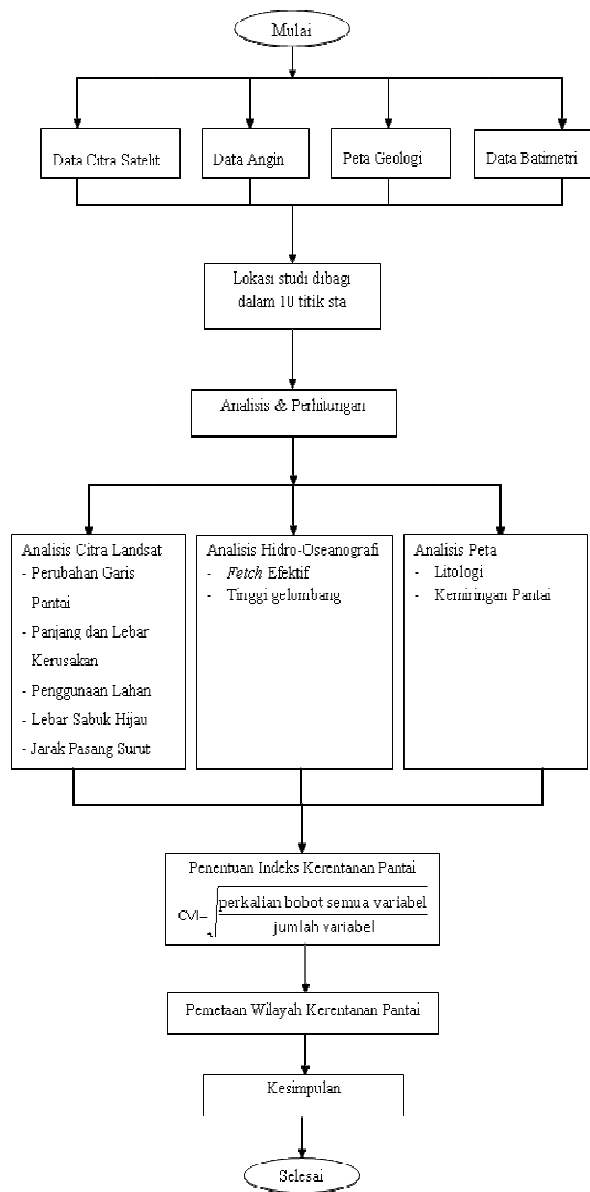 Mulai
Data Citra Satelit
Data Angin
Peta Geologi
Data Batimetri
Lokasi studi dibagi
dalam 10 titik sta
Analisis & Perhitungan
Analisis Citra Landsat
- Perubahan Garis
Pantai
- Panjang dan Lebar
Kerusakan
- Penggunaan Lahan
- Lebar Sabuk Hijau
- Jarak Pasang Surut
Analisis Hidro-Oseanografi
- Fetch Efektif
- Tinggi gelombang
Analisis Peta
- Litologi
- Kemiringan Pantai
Penentuan Indeks Kerentanan Pantai
CVI= √
perkalian bobot semua variabel
jumlah variabel
Pemetaan Wilayah Kerentanan Pantai
Kesimpulan
Selesai